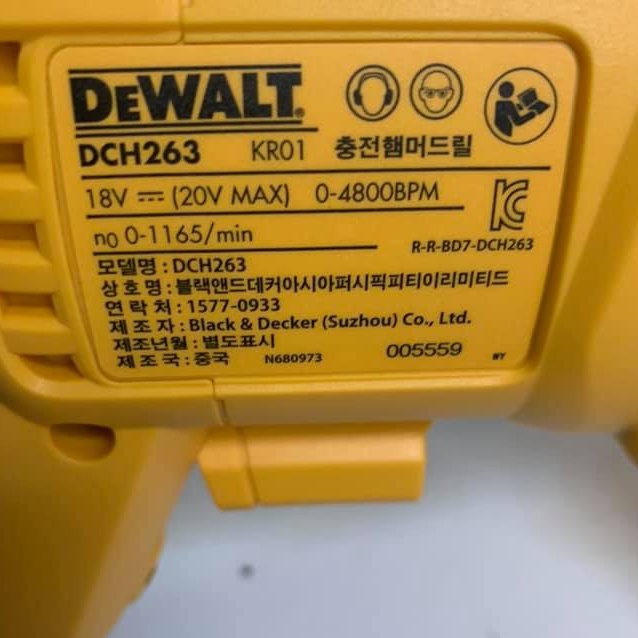 DEWALT
DCH263 KR01 충전햄머드릴
18V ⎓ (20V MAX) 0-4800BPM
n0 0-1165/min
R-R-BD7-DCH263
모델명 : DCH263
상 호 명 : 블랙앤드데커아시아퍼시픽피티이리미티드
연 락 처 : 1577-0933
제 조 자 : Black & Decker (Suzhou) Co., Ltd.
제조년월 : 별도표시
제 조 국 : 중국 N680973 005559 WY